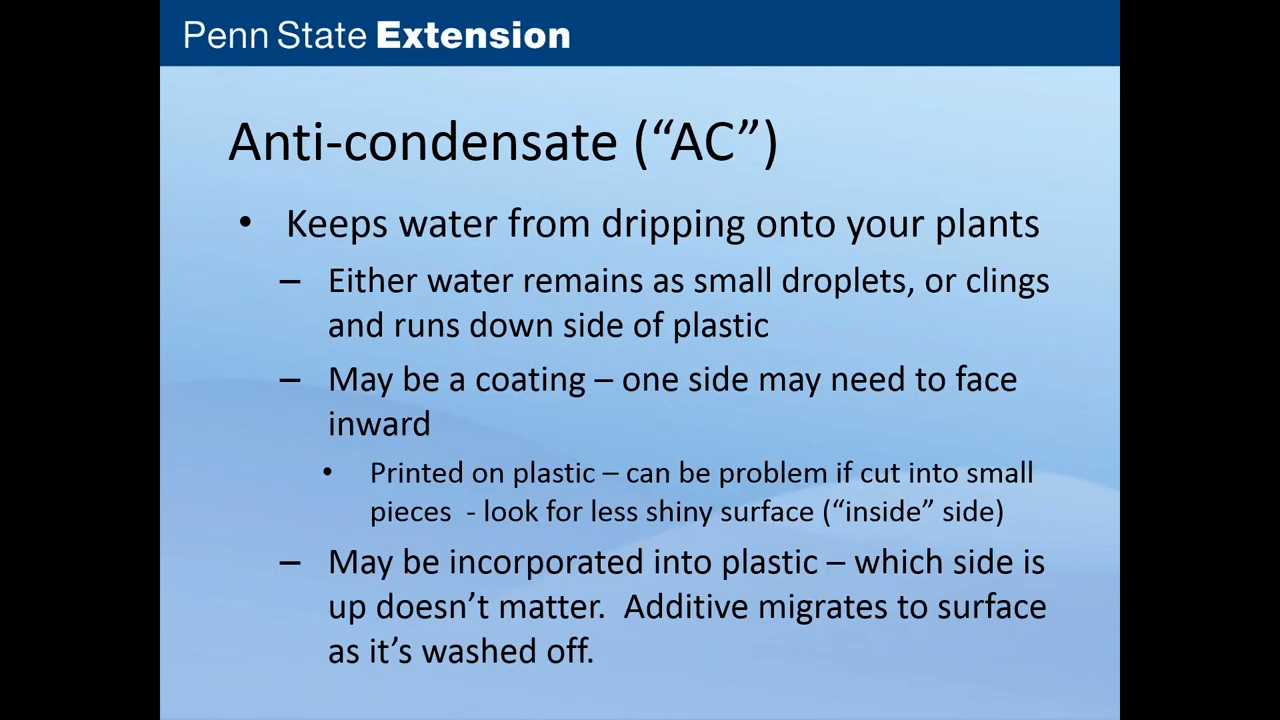 Penn State Extension
Anti-condensate (“AC”)
• Keeps water from dripping onto your plants
– Either water remains as small droplets, or clings
and runs down side of plastic
– May be a coating – one side may need to face
inward
• Printed on plastic – can be problem if cut into small
pieces  - look for less shiny surface (“inside” side)
– May be incorporated into plastic – which side is
up doesn’t matter.  Additive migrates to surface
as it’s washed off.